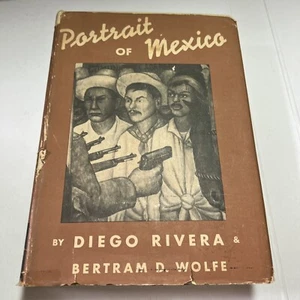 Portrait
OF Mexico
BY DIEGO RIVERA &
BERTRAM D. WOLFE